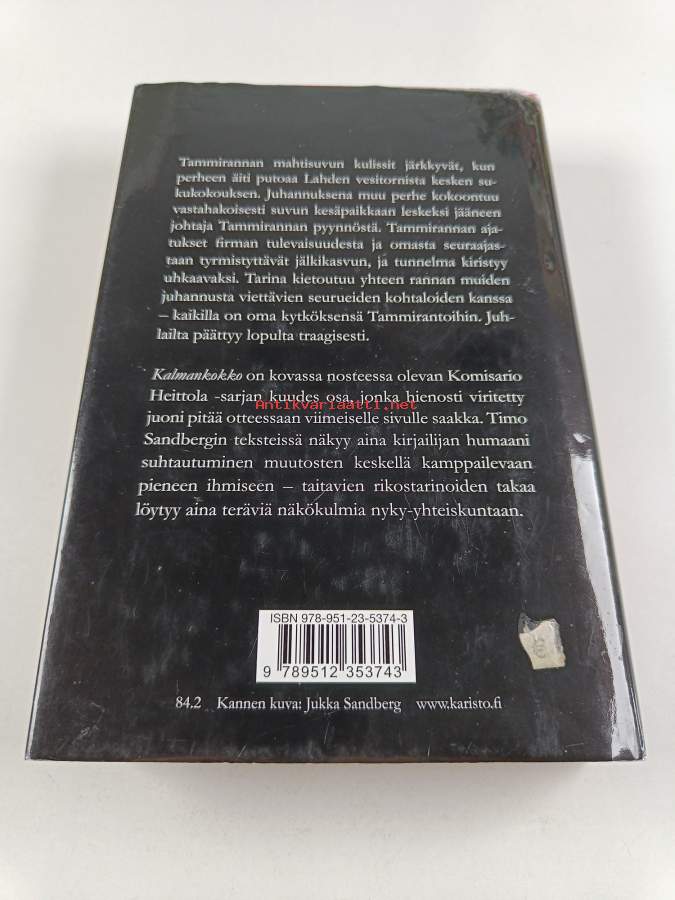 Tammirannan mahtisuvun kulissit järkkyvät, kun
perheen äiti putoaa Lahden vesitornista kesken su-
kukokouksen. Juhannuksena muu perhe kokoontuu
vastahakoisesti suvun kesäpaikkaan leskeksi jääneen
johtaja Tammirannan pyynnöstä. Tammirannan aja-
tukset firman tulevaisuudesta ja omasta seuraajas-
taan tyrmistyttävät jälkikasvun, ja tunnelma kiristyy
uhkaavaksi. Tarina kietoutuu yhteen rannan muiden
juhannusta viettävien seurueiden kohtaloiden kanssa
– kaikilla on oma kytköksensä Tammirantoihin. Juh-
lailta päättyy lopulta traagisesti.
Kalmankokko on kovassa nosteessa olevan Komisario
Heittola -sarjan kuudes osa, jonka hienosti viritetty
Antikvariaatti.net
juoni pitää otteessaan viimeiselle sivulle saakka. Timo
Sandbergin teksteissä näkyy aina kirjailijan humaani
suhtautuminen muutosten keskellä kamppailevaan
pieneen ihmiseen – taitavien rikostarinoiden takaa
löytyy aina teräviä näkökulmia nyky-yhteiskuntaan.
ISBN 978-951-23-5374-3
9 789512 353743
84.2 Kannen kuva: Jukka Sandberg www.karisto.fi